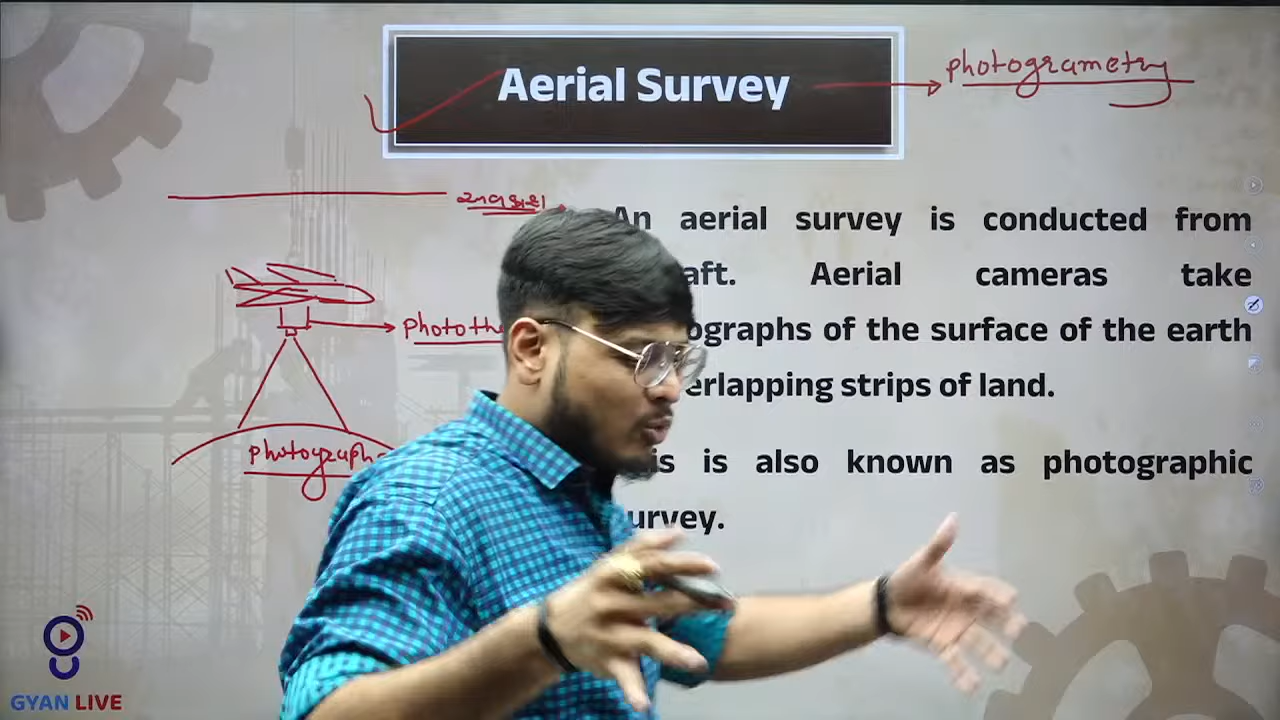 Aerial Survey
photogrametry
અવકાશ
An aerial survey is conducted from
aft. Aerial cameras take
ographs of the surface of the earth
erlapping strips of land.
photothe
photograph
is is also known as photographic
urvey.
GYAN LIVE